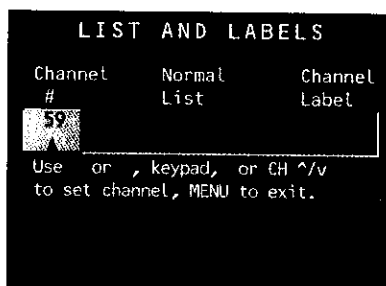 LIST AND LABELS
Channel Normal Channel
# List Label
59
Use or , keypad, or CH ^/v
to set channel, MENU to exit.